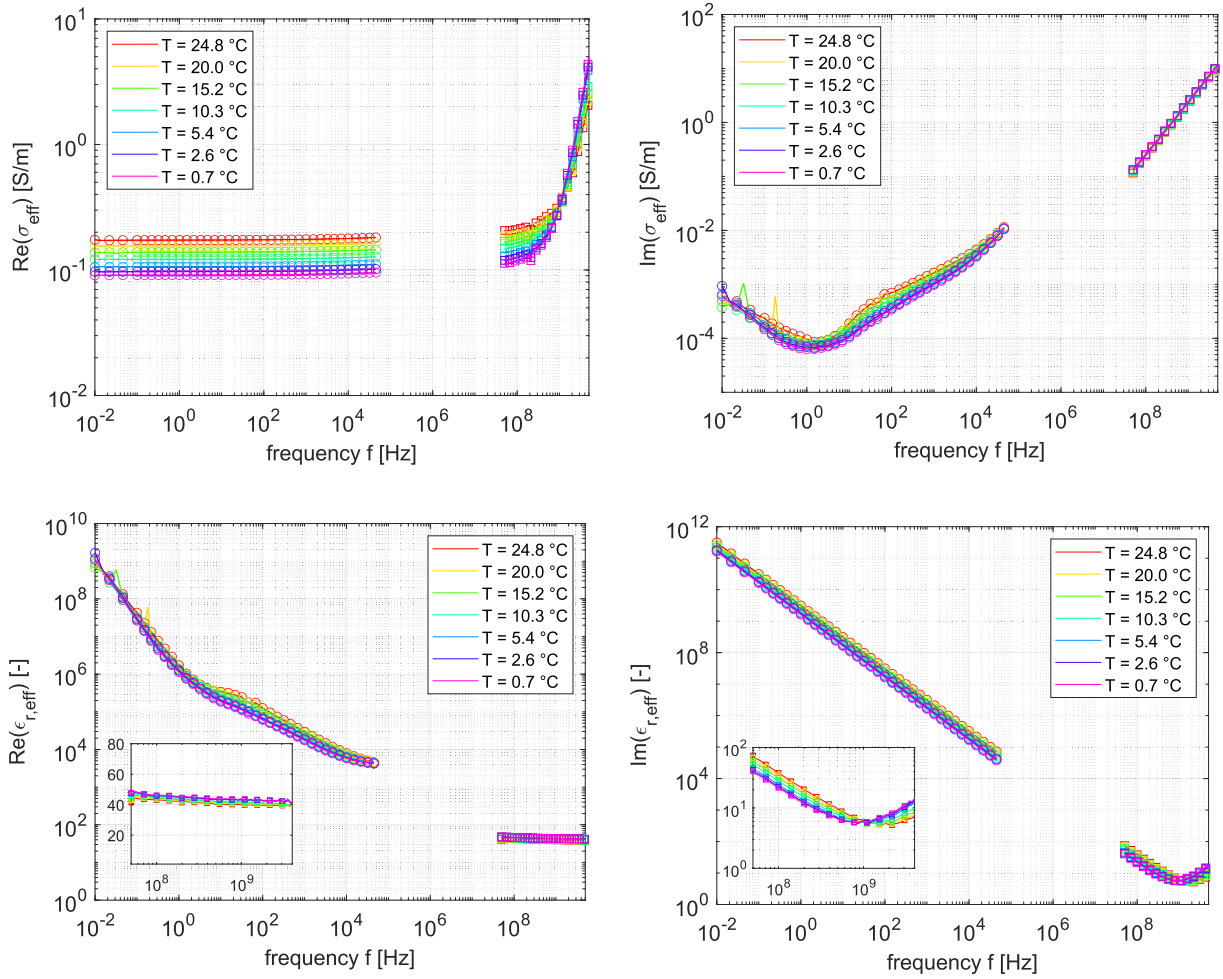 10^1
10^0
10^-1
10^-2
Re(σ_eff) [S/m]
T = 24.8 °C
T = 20.0 °C
T = 15.2 °C
T = 10.3 °C
T = 5.4 °C
T = 2.6 °C
T = 0.7 °C
10^-2 10^0 10^2 10^4 10^6 10^8
frequency f [Hz]
10^2
10^0
10^-2
10^-4
Im(σ_eff) [S/m]
T = 24.8 °C
T = 20.0 °C
T = 15.2 °C
T = 10.3 °C
T = 5.4 °C
T = 2.6 °C
T = 0.7 °C
10^-2 10^0 10^2 10^4 10^6 10^8
frequency f [Hz]
10^10
10^8
10^6
10^4
10^2
10^0
Re(ϵ_r,eff) [-]
T = 24.8 °C
T = 20.0 °C
T = 15.2 °C
T = 10.3 °C
T = 5.4 °C
T = 2.6 °C
T = 0.7 °C
80
60
40
20
10^8 10^9
10^-2 10^0 10^2 10^4 10^6 10^8
frequency f [Hz]
10^12
10^8
10^4
10^0
Im(ϵ_r,eff) [-]
T = 24.8 °C
T = 20.0 °C
T = 15.2 °C
T = 10.3 °C
T = 5.4 °C
T = 2.6 °C
T = 0.7 °C
10^2
10^1
10^0
10^8 10^9
10^-2 10^0 10^2 10^4 10^6 10^8
frequency f [Hz]